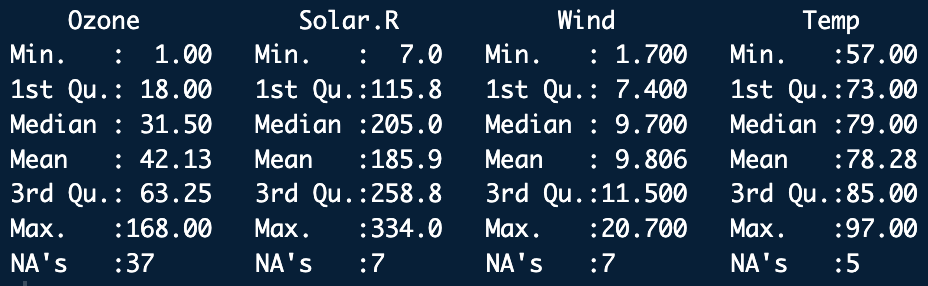 Ozone           Solar.R           Wind             Temp      
Min.   :  1.00   Min.   :  7.0   Min.   : 1.700   Min.   :57.00  
1st Qu.: 18.00   1st Qu.:115.8   1st Qu.: 7.400   1st Qu.:73.00  
Median : 31.50   Median :205.0   Median : 9.700   Median :79.00  
Mean   : 42.13   Mean   :185.9   Mean   : 9.806   Mean   :78.28  
3rd Qu.: 63.25   3rd Qu.:258.8   3rd Qu.:11.500   3rd Qu.:85.00  
Max.   :168.00   Max.   :334.0   Max.   :20.700   Max.   :97.00  
NA's   :37       NA's   :7       NA's   :7        NA's   :5